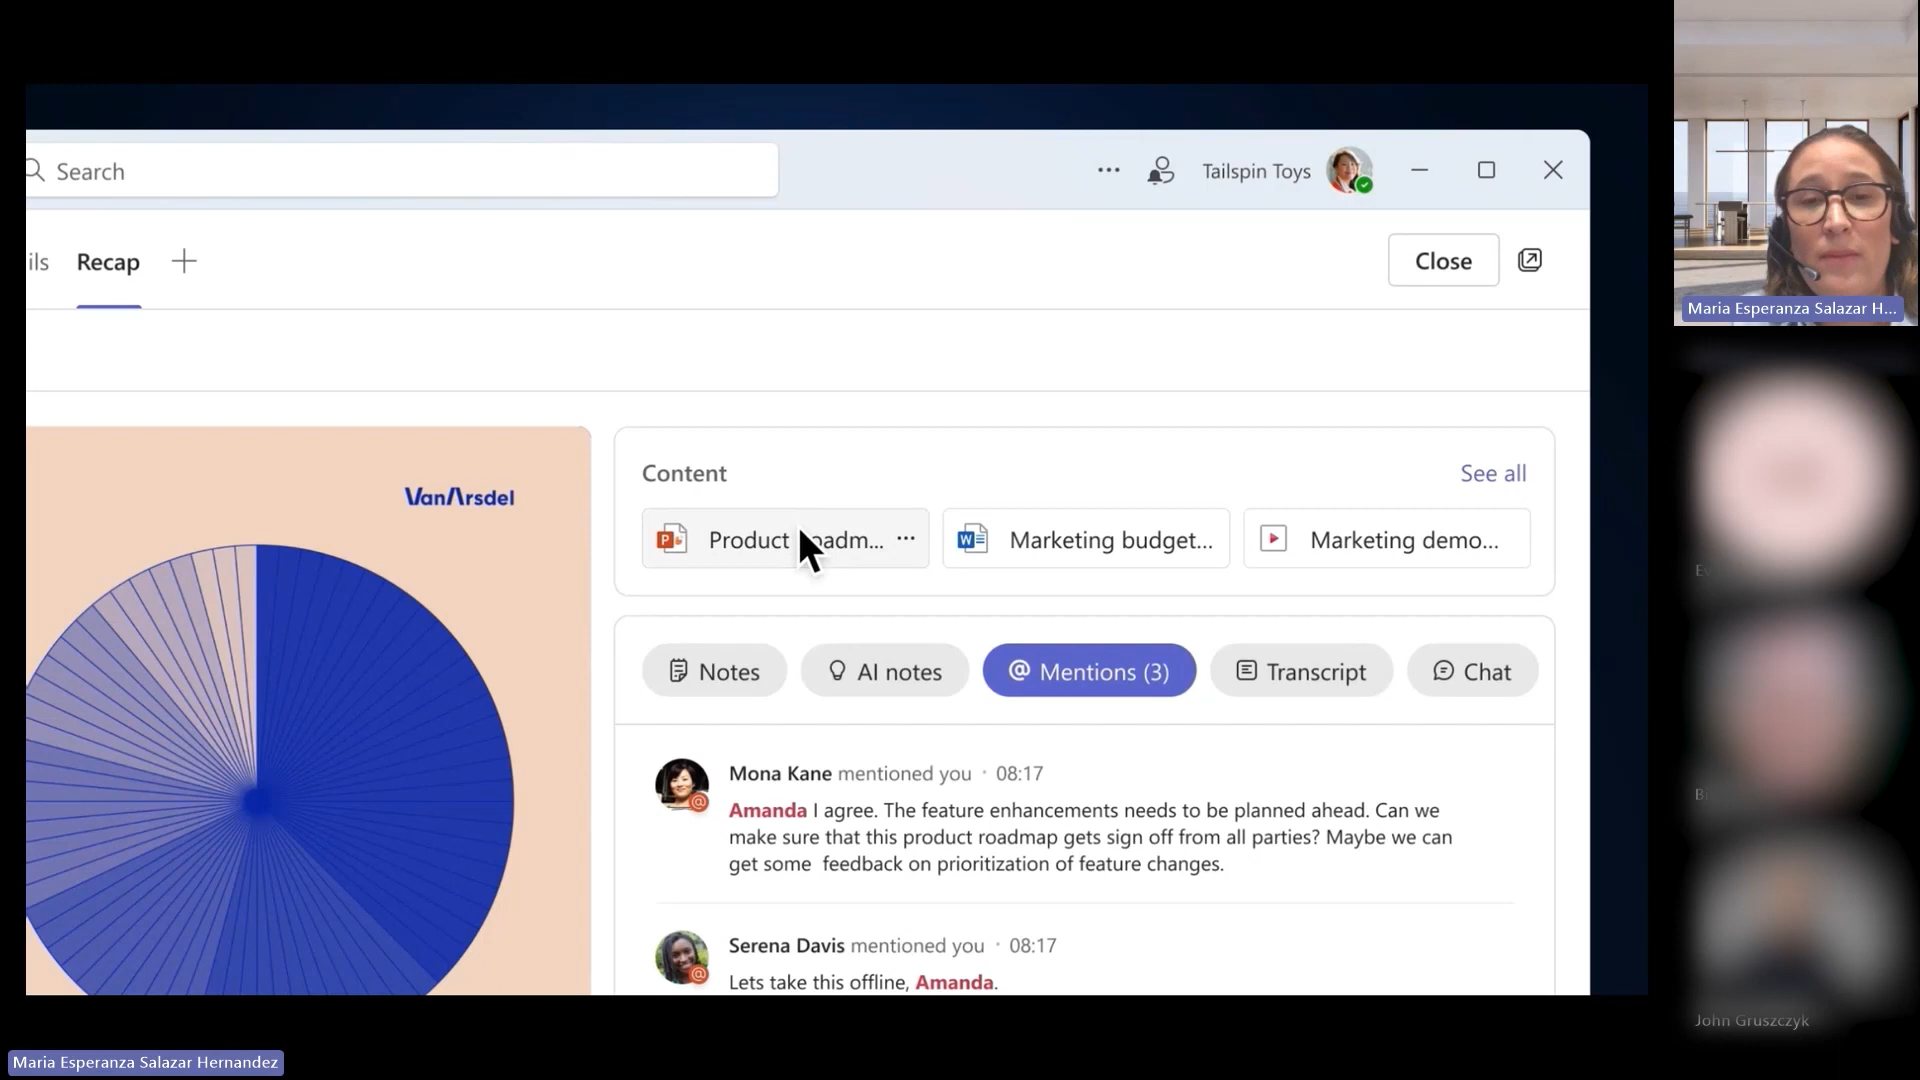 Search
Tailspin Toys
ils Recap
Close
VanArsdel
Content
See all
Product oadm...
Marketing budget...
Marketing demo...
Notes
AI notes
@ Mentions (3)
Transcript
Chat
Mona Kane mentioned you · 08:17
Amanda I agree. The feature enhancements needs to be planned ahead. Can we
make sure that this product roadmap gets sign off from all parties? Maybe we can
get some feedback on prioritization of feature changes.
Serena Davis mentioned you · 08:17
Lets take this offline, Amanda.
Maria Esperanza Salazar H...
John Gruszczyk
Maria Esperanza Salazar Hernandez